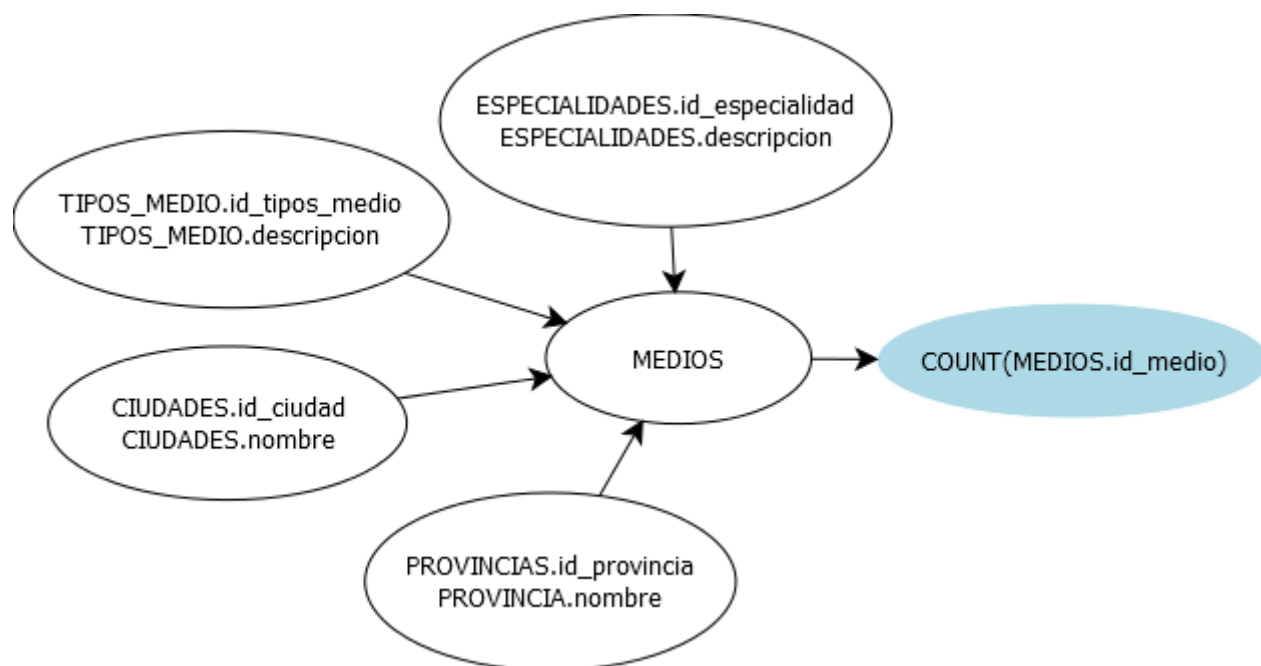 ESPECIALIDADES.id_especialidad
ESPECIALIDADES.descripcion
TIPOS_MEDIO.id_tipos_medio
TIPOS_MEDIO.descripcion
MEDIOS
COUNT(MEDIOS.id_medio)
CIUDADES.id_ciudad
CIUDADES.nombre
PROVINCIAS.id_provincia
PROVINCIA.nombre